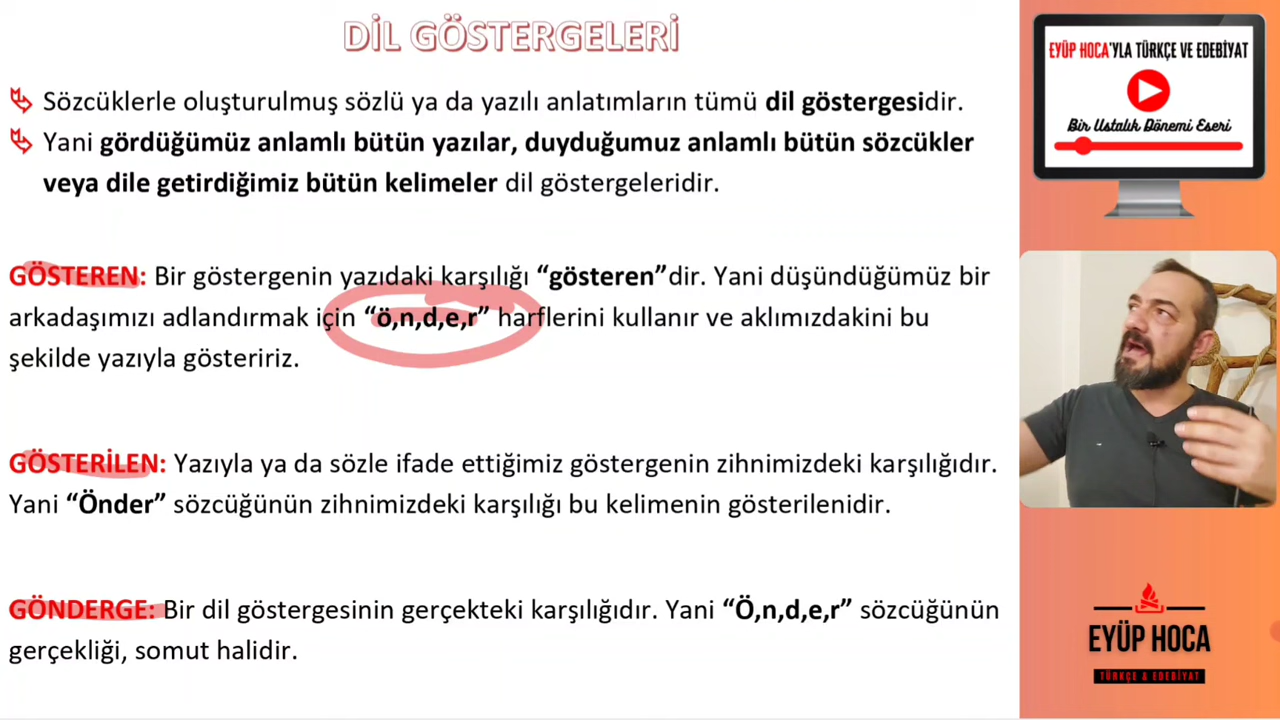 DİL GÖSTERGELERİ
Sözcüklerle oluşturulmuş sözlü ya da yazılı anlatımların tümü dil göstergesidir.
Yani gördüğümüz anlamlı bütün yazılar, duyduğumuz anlamlı bütün sözcükler
veya dile getirdiğimiz bütün kelimeler dil göstergeleridir.
GÖSTEREN: Bir göstergenin yazıdaki karşılığı “gösteren”dir. Yani düşündüğümüz bir
arkadaşımızı adlandırmak için “ö,n,d,e,r” harflerini kullanır ve aklımızdakini bu
şekilde yazıyla gösteririz.
GÖSTERİLEN: Yazıyla ya da sözle ifade ettiğimiz göstergenin zihnimizdeki karşılığıdır.
Yani “Önder” sözcüğünün zihnimizdeki karşılığı bu kelimenin gösterilenidir.
GÖNDERGE: Bir dil göstergesinin gerçekteki karşılığıdır. Yani “Ö,n,d,e,r” sözcüğünün
gerçekliği, somut halidir.
EYÜP HOCA'YLA TÜRKÇE VE EDEBİYAT
Bir Ustalık Dönemi Eseri
EYÜP HOCA
TÜRKÇE & EDEBİYAT